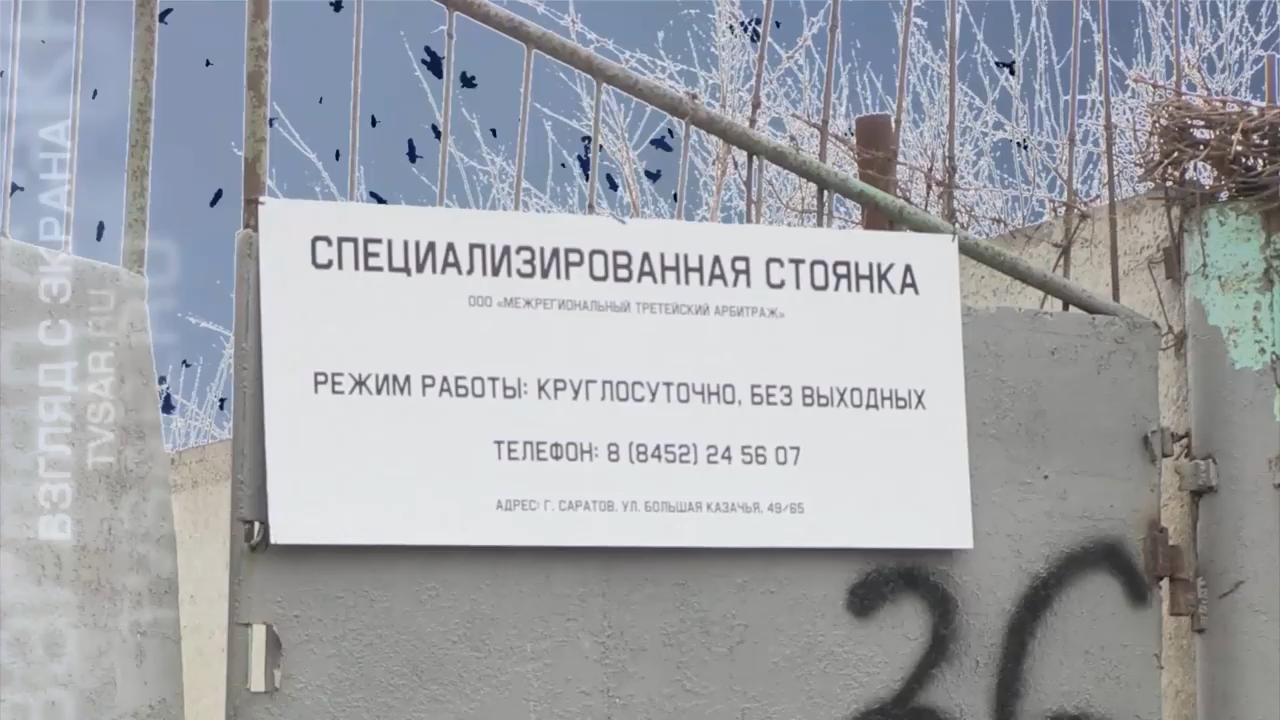 СПЕЦИАЛИЗИРОВАННАЯ СТОЯНКА
ООО «МЕЖРЕГИОНАЛЬНЫЙ ТРЕТЕЙСКИЙ АРБИТРАЖ»
РЕЖИМ РАБОТЫ: КРУГЛОСУТОЧНО, БЕЗ ВЫХОДНЫХ
ТЕЛЕФОН: 8 (8452) 24 56 07
АДРЕС: Г. САРАТОВ, УЛ. БОЛЬШАЯ КАЗАЧЬЯ, 49/65
ВЗГЛЯД С ЭКРАНА
TVSAR.RU
36